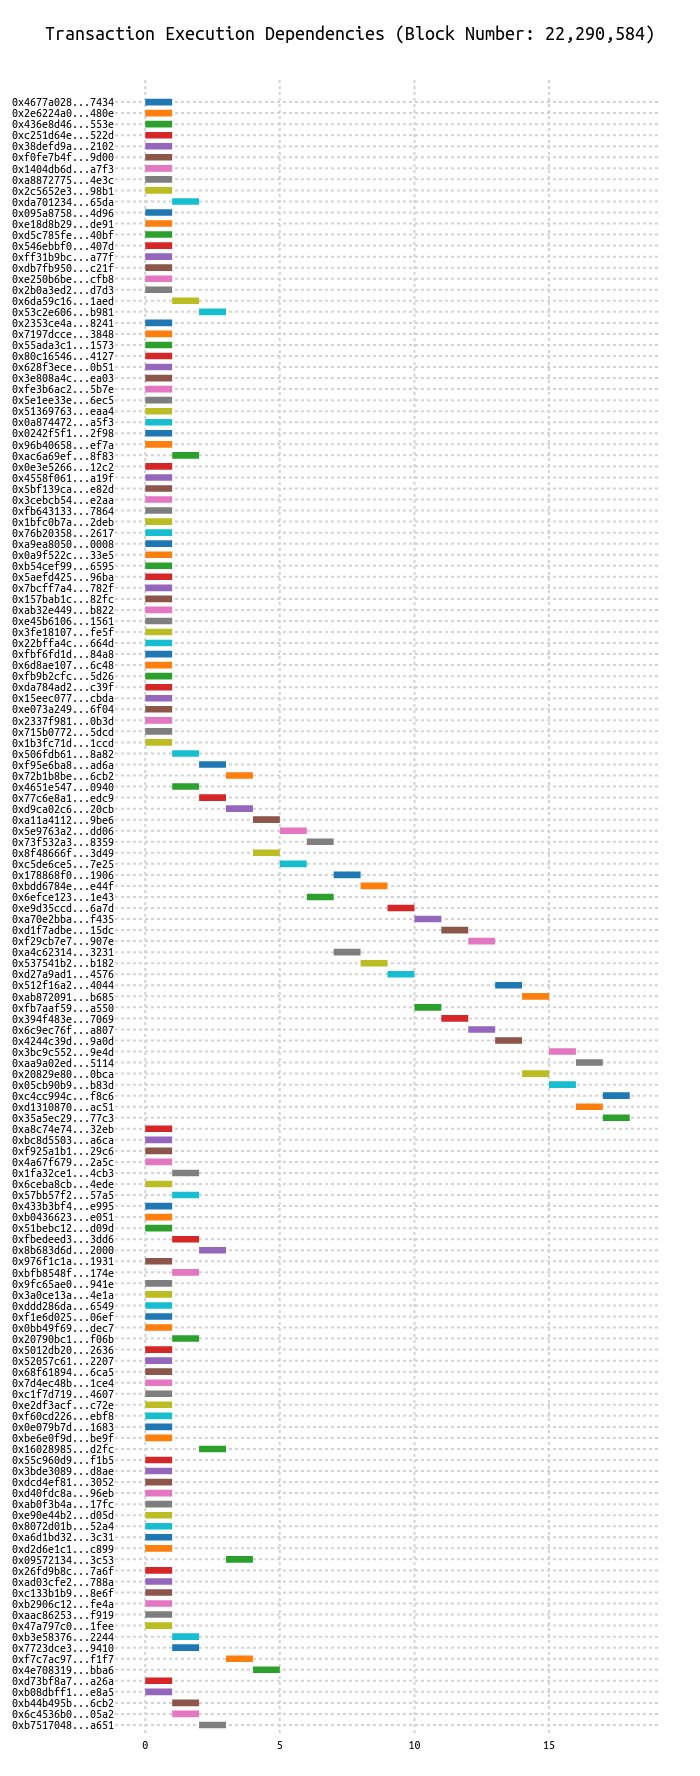 Transaction Execution Dependencies (Block Number: 22,290,584)
0x4677a028...7434
0x2e6224a0...480e
0x436e8d46...553e
0xc251d64e...522d
0x38defd9a...2102
0xf0fe7b4f...9d00
0x1404db6d...a7f3
0xa8872775...4e3c
0x2c5652e3...98b1
0xda701234...65da
0x095a8758...4d96
0xe18d8b29...de91
0xd5c785fe...40bf
0x546ebbf0...407d
0xff31b9bc...a77f
0xdb7fb950...c21f
0xe250b6be...cfb8
0x2b0a3ed2...d7d3
0x6da59c16...1aed
0x53c2e606...b981
0x2353ce4a...8241
0x7197dcce...3848
0x55ada3c1...1573
0x80c16546...4127
0x628f3ece...0b51
0x3e808a4c...ea03
0xfe3b6ac2...5b7e
0x5e1ee33e...6ec5
0x51369763...eaa4
0x0a874472...a5f3
0x0242f5f1...2f98
0x96b40658...ef7a
0xac6a69ef...8f83
0x0e3e5266...12c2
0x4558f061...a19f
0x5bf139ca...e82d
0x3cebcb54...e2aa
0xfb643133...7864
0x1bfc0b7a...2deb
0x76b20358...2617
0xa9ea8050...0008
0x0a9f522c...33e5
0xb54cef99...6595
0x5aefd425...96ba
0x7bcff7a4...782f
0x157bab1c...82fc
0xab32e449...b822
0xe45b6106...1561
0x3fe18107...fe5f
0x22bffa4c...664d
0xfbf6fd1d...84a8
0x6d8ae107...6c48
0xfb9b2cfc...5d26
0xda784ad2...c39f
0x15eec077...cbda
0xe073a249...6f04
0x2337f981...0b3d
0x715b0772...5dcd
0x1b3fc71d...1ccd
0x506fdb61...8a82
0xf95e6ba8...ad6a
0x72b1b8be...6cb2
0x4651e547...0940
0x77c6e8a1...edc9
0xd9ca02c6...20cb
0xa11a4112...9be6
0x5e9763a2...dd06
0x73f532a3...8359
0x8f48666f...3d49
0xc5de6ce5...7e25
0x178868f0...1906
0xbdd6784e...e44f
0x6efce123...1e43
0xe9d35ccd...6a7d
0xa70e2bba...f435
0xd1f7adbe...15dc
0xf29cb7e7...907e
0xa4c62314...3231
0x537541b2...b182
0xd27a9ad1...4576
0x512f16a2...4044
0xab872091...b685
0xfb7aaf59...a550
0x394f483e...7069
0x6c9ec76f...a807
0x4244c39d...9a0d
0x3bc9c552...9e4d
0xaa9a02ed...5114
0x20829e80...0bca
0x05cb90b9...b83d
0xc4cc994c...f8c6
0xd1310870...ac51
0x35a5ec29...77c3
0xa8c74e74...32eb
0xbc8d5503...a6ca
0xf925a1b1...29c6
0x4a67f679...2a5c
0x1fa32ce1...4cb3
0x6ceba8cb...4ede
0x57bb57f2...57a5
0x433b3bf4...e995
0xb0436623...e051
0x51bebc12...d09d
0xfbedeed3...3dd6
0x8b683d6d...2000
0x976f1c1a...1931
0xbfb8548f...174e
0x9fc65ae0...941e
0x3a0ce13a...4e1a
0xddd286da...6549
0xf1e6d025...06ef
0x0bb49f69...dec7
0x20790bc1...f06b
0x5012db20...2636
0x52057c61...2207
0x68f61894...6ca5
0x7d4ec48b...1ce4
0xc1f7d719...4607
0xe2df3acf...c72e
0xf60cd226...ebf8
0x0e079b7d...1683
0xbe6e0f9d...be9f
0x16028985...d2fc
0x55c960d9...f1b5
0x3bde3089...d8ae
0xdcd4ef81...3052
0xd40fdc8a...96eb
0xab0f3b4a...17fc
0xe90e44b2...d05d
0x8072d01b...52a4
0xa6d1bd32...3c31
0xd2d6e1c1...c899
0x09572134...3c53
0x26fd9b8c...7a6f
0xad03cfe2...788a
0xc133b1b9...8e6f
0xb2906c12...fe4a
0xaac86253...f919
0x47a797c0...1fee
0xb3e58376...2244
0x7723dce3...9410
0xf7c7ac97...f1f7
0x4e708319...bba6
0xd73bf8a7...a26a
0xb08dbff1...e8a5
0xb44b495b...6cb2
0x6c4536b0...05a2
0xb7517048...a651
0 5 10 15